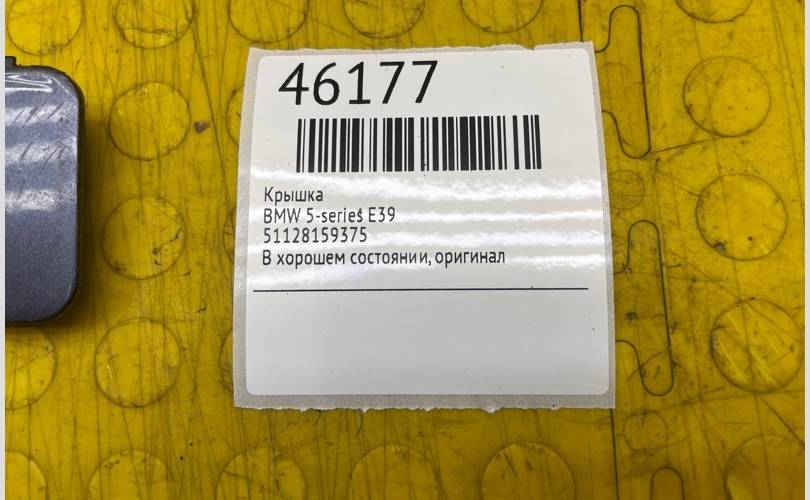 46177
Крышка
BMW 5-series E39
51128159375
В хорошем состоянии, оригинал